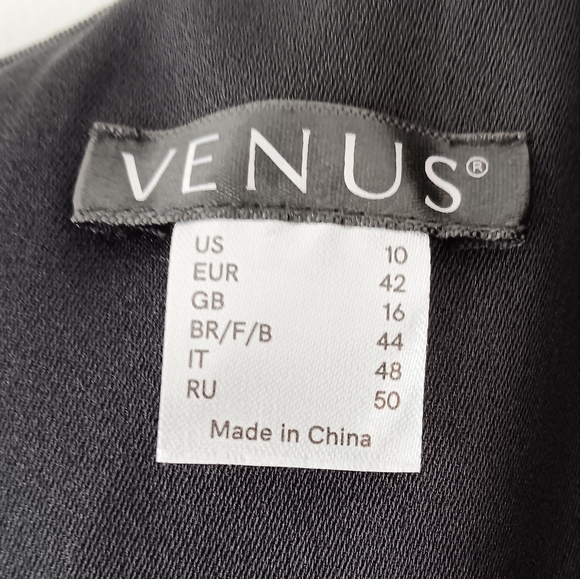 VENUS®
US 10
EUR 42
GB 16
BR/F/B 44
IT 48
RU 50
Made in China